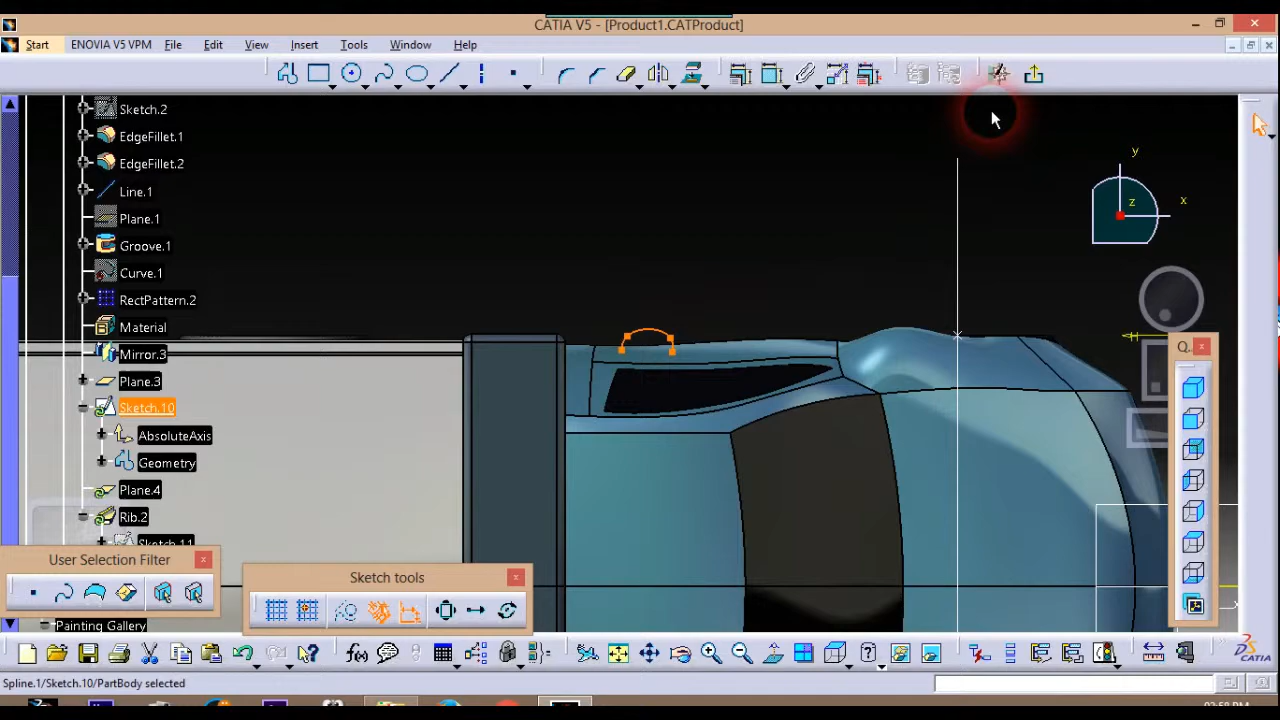 CATIA V5 - [Product1.CATProduct]
Start ENOVIA V5 VPM File Edit View Insert Tools Window Help
Sketch.2
EdgeFillet.1
EdgeFillet.2
Line.1
Plane.1
Groove.1
Curve.1
RectPattern.2
Material
Mirror.3
Plane.3
Sketch.10
AbsoluteAxis
Geometry
Plane.4
Rib.2
Sketch.11
y
x
z
H
Q... x
User Selection Filter x
Sketch tools x
Painting Gallery
f(x)
CATIA
Spline.1/Sketch.10/PartBody selected